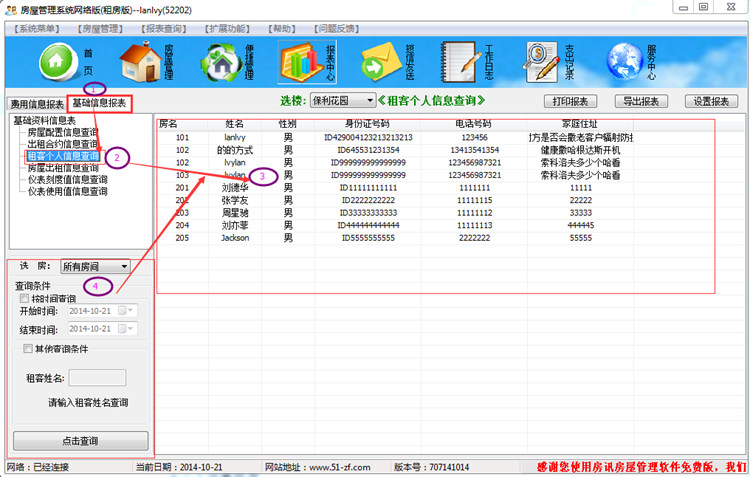 房屋管理系统网络版(租房版)--lanlvy(52202)
【系统菜单】 【房屋管理】 【报表查询】 【扩展功能】 【帮助】 【问题反馈】
首页 房屋管理 便捷管理 报表中心 短信发送 工作日志 支出记录 服务中心
1
费用信息报表 基础信息报表 选楼: 保利花园 《租客个人信息查询》 打印报表 导出报表 设置报表
基础资料信息表
房屋配置信息查询
出租合约信息查询
租客个人信息查询
房屋出租信息查询
仪表刻度值信息查询
仪表使用值信息查询
2
3
房名 姓名 性别 身份证号码 电话号码 家庭住址
101 lanlvy 男 ID429004123213213213 123456 方是否会撒老客户辐射防护
102 的的方式 男 ID645531231354 13413541354 健康撒哈根达斯开机
102 lvylan 男 ID999999999999999 123456987321 索科洛夫多少个哈香
103 lvylan 男 ID999999999999999 123456987321 索科洛夫多少个哈香
201 刘德华 男 ID11111111111 1111111 11111
202 张学友 男 ID2222222222 11111115 22222
203 周星驰 男 ID33333333333 11111112 33333
204 刘亦菲 男 ID444444444444 11111113 444445
205 Jackson 男 ID5555555555 2222222 55555
选 房: 所有房间
4
查询条件
按时间查询
开始时间: 2014-10-21
结束时间: 2014-10-21
其他查询条件
租客姓名:
请输入租客姓名查询
点击查询
网络：已经连接 当前日期：2014-10-21 网站地址：www.51-zf.com 版本号：707141014 感谢您使用房讯房屋管理软件免费版，我们